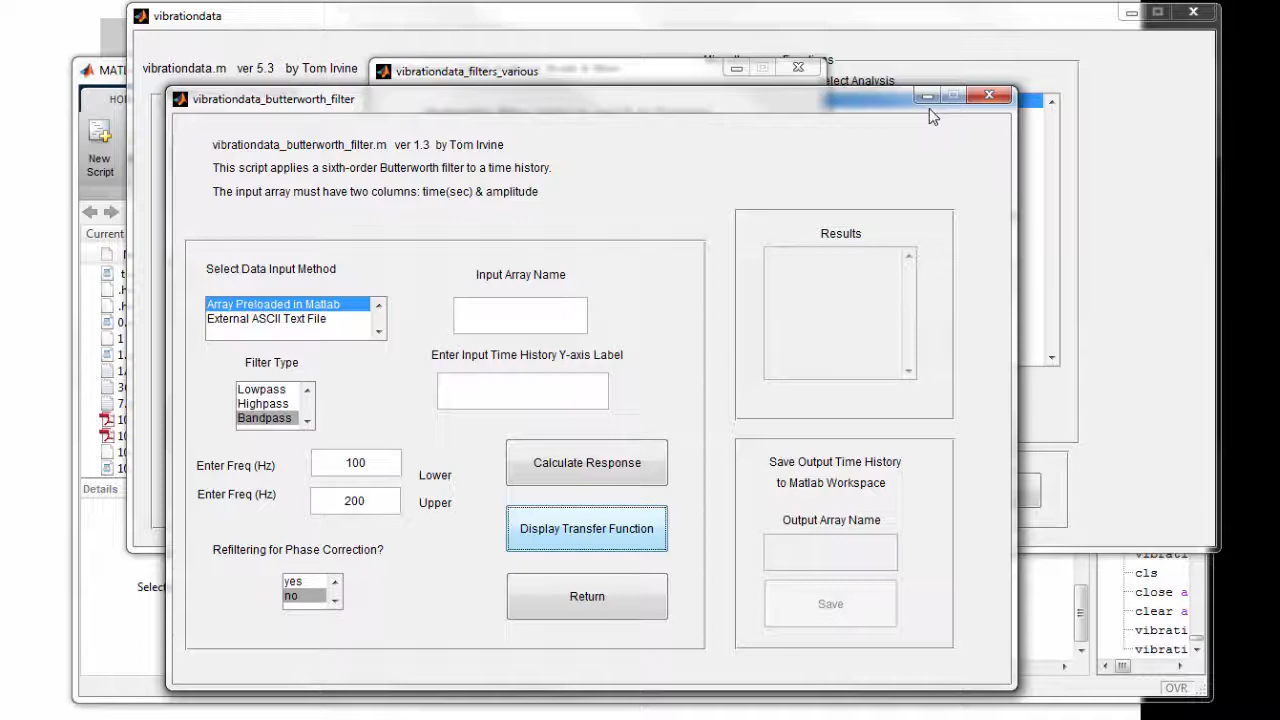 vibrationdata
vibrationdata.m ver 5.3 by Tom Irvine
MATL
vibrationdata_filters_various
vibrationdata_butterworth_filter
HO
New
Script
Current
Details
Select
vibrationdata_butterworth_filter.m ver 1.3 by Tom Irvine
This script applies a sixth-order Butterworth filter to a time history.
The input array must have two columns: time(sec) & amplitude
Select Data Input Method
Array Preloaded in Matlab
External ASCII Text File
Input Array Name
Filter Type
Lowpass
Highpass
Bandpass
Enter Input Time History Y-axis Label
Enter Freq (Hz)
100
Lower
Enter Freq (Hz)
200
Upper
Refiltering for Phase Correction?
yes
no
Calculate Response
Display Transfer Function
Return
Results
Save Output Time History
to Matlab Workspace
Output Array Name
Save
cls
close a
clear a
vibrati
vibrati
OVR